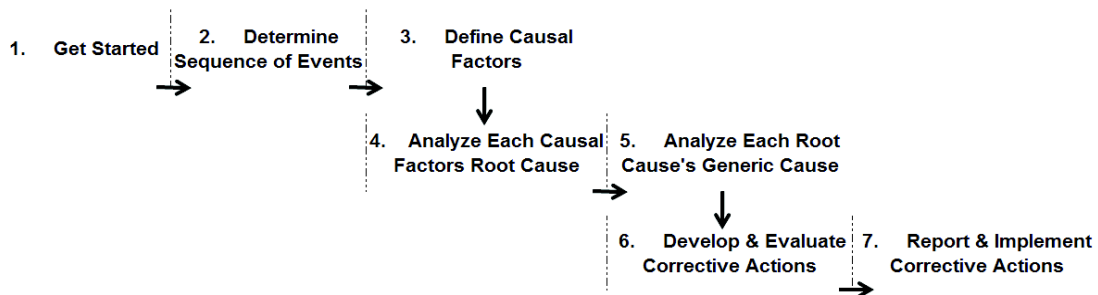 1. Get Started
2. Determine
Sequence of Events
3. Define Causal
Factors
4. Analyze Each Causal
Factors Root Cause
5. Analyze Each Root
Cause's Generic Cause
6. Develop & Evaluate
Corrective Actions
7. Report & Implement
Corrective Actions